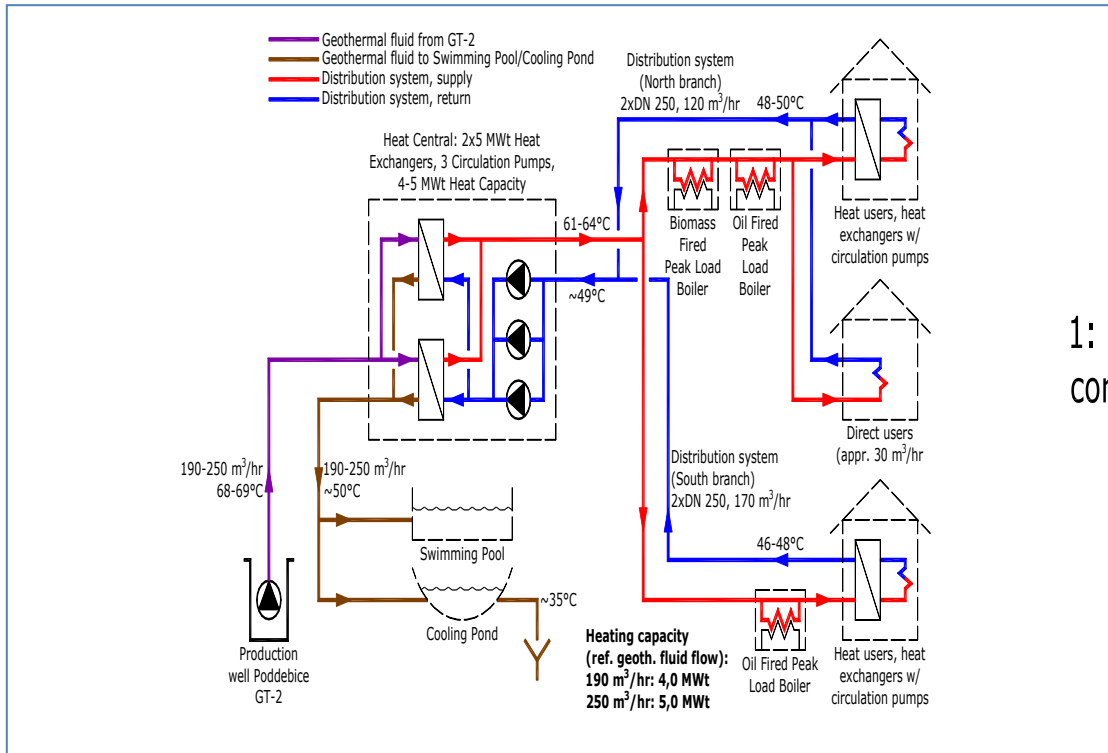 Geothermal fluid from GT-2
Geothermal fluid to Swimming Pool/Cooling Pond
Distribution system, supply
Distribution system, return
Distribution system
(North branch)
2xDN 250, 120 m³/hr
48-50°C
Heat Central: 2x5 MWt Heat
Exchangers, 3 Circulation Pumps,
4-5 MWt Heat Capacity
61-64°C
~49°C
Biomass
Fired
Peak Load
Boiler
Oil Fired
Peak
Load
Boiler
Heat users, heat
exchangers w/
circulation pumps
Direct users
(appr. 30 m³/hr
1:
190-250 m³/hr
68-69°C
190-250 m³/hr
~50°C
Swimming Pool
Cooling Pond
~35°C
Production
well Poddebice
GT-2
Distribution system
(South branch)
2xDN 250, 170 m³/hr
46-48°C
Heating capacity
(ref. geoth. fluid flow):
190 m³/hr: 4,0 MWt
250 m³/hr: 5,0 MWt
Oil Fired Peak
Load Boiler
Heat users, heat
exchangers w/
circulation pumps